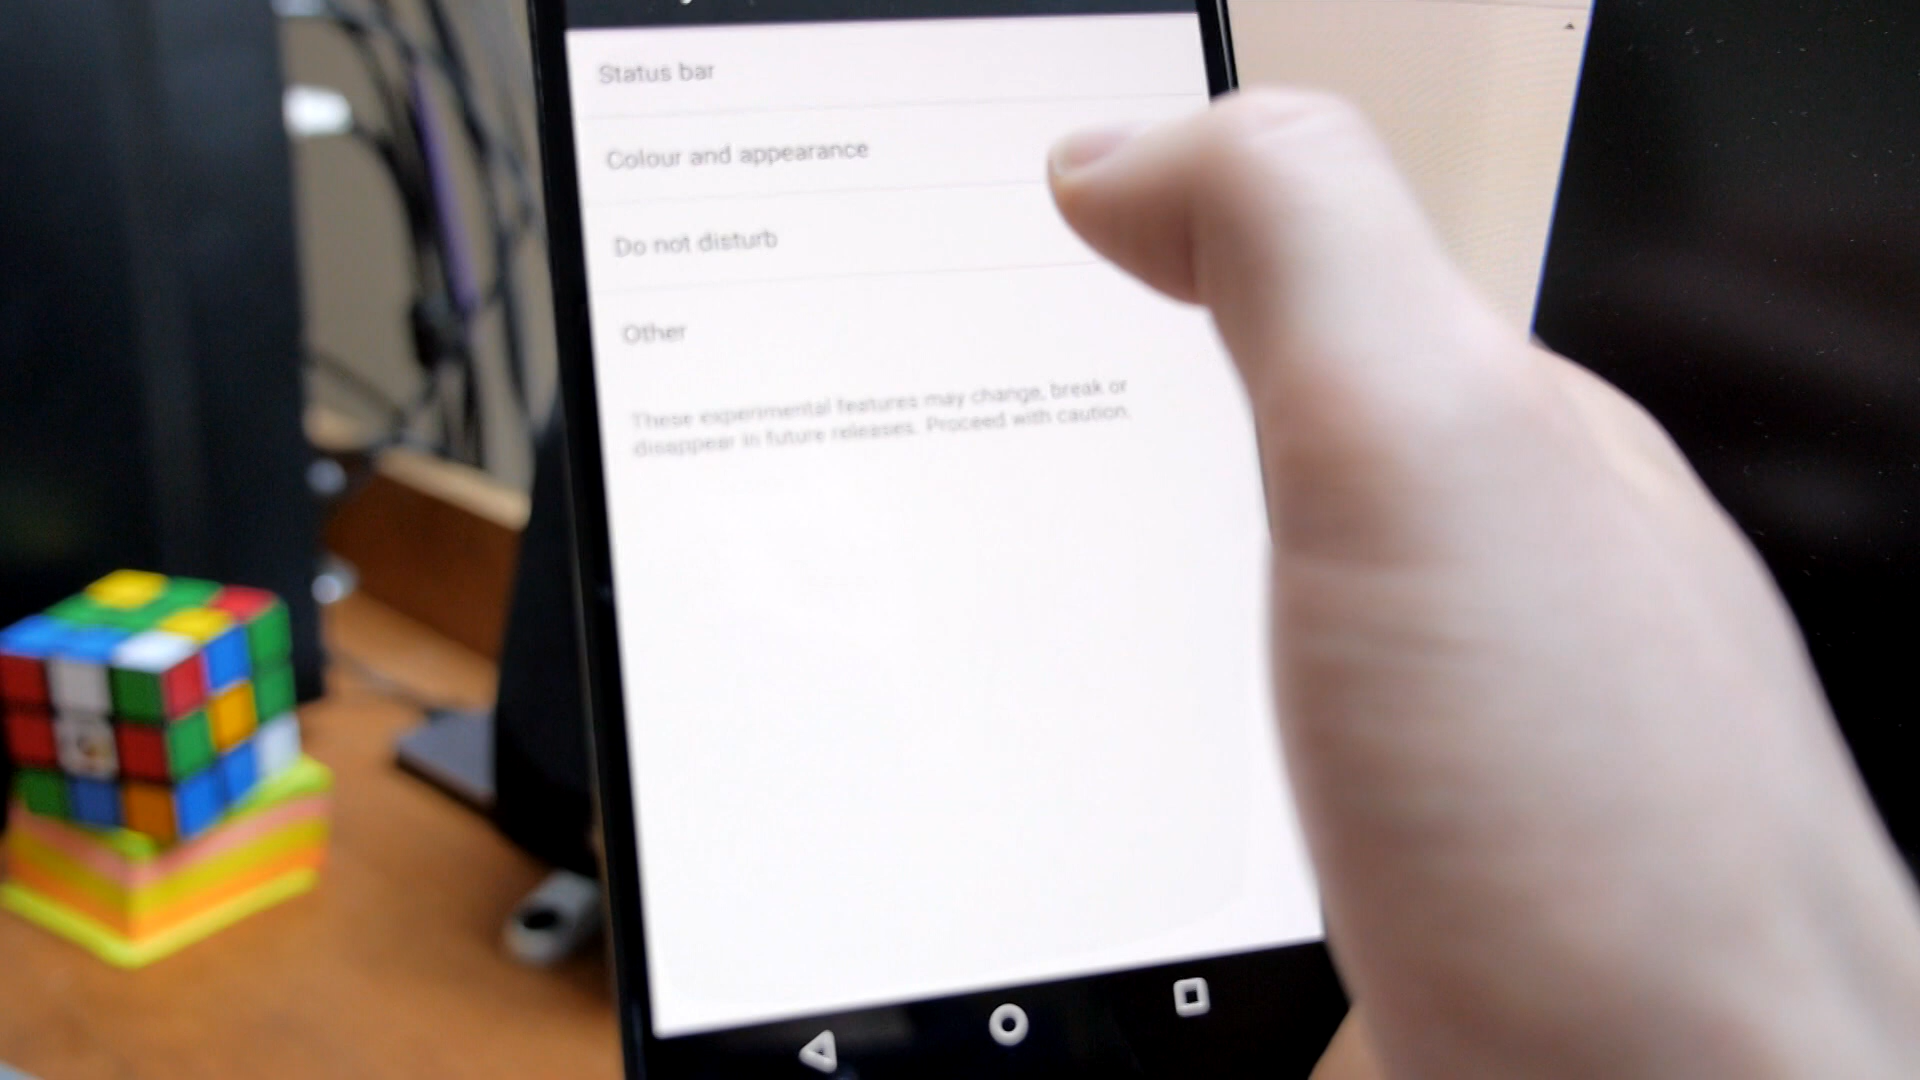 Status bar
Colour and appearance
Do not disturb
Other
These experimental features may change, break or
disappear in future releases. Proceed with caution.